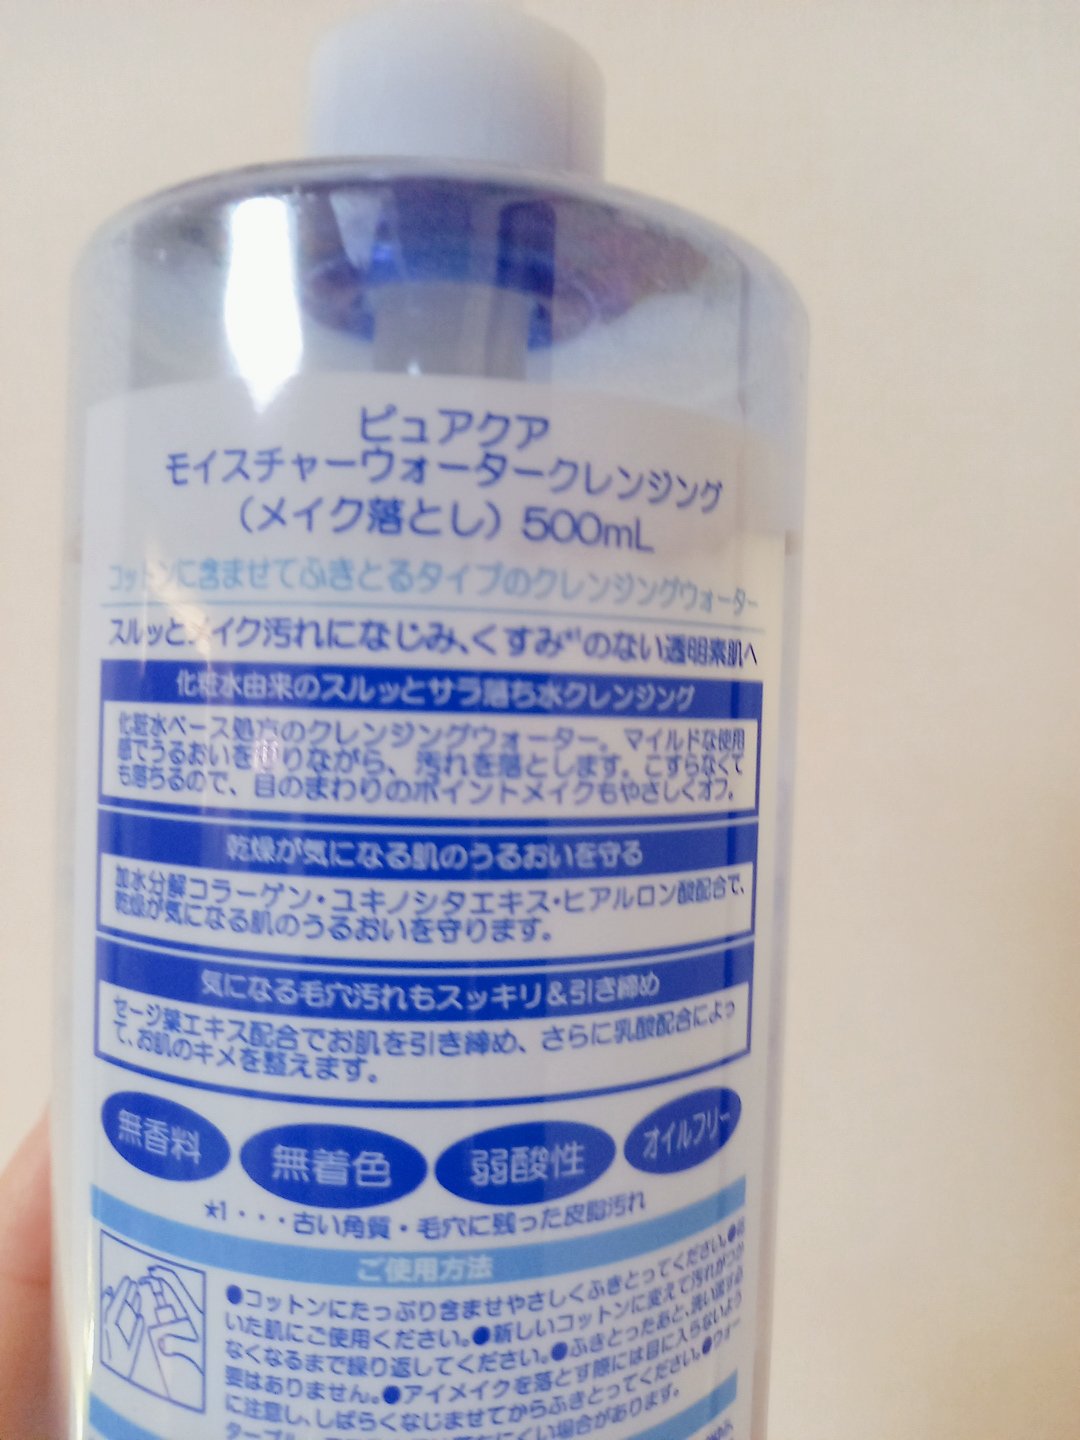 ピュアクア
モイスチャーウォータークレンジング
(メイク落とし) 500mL
コットンに含ませてふきとるタイプのクレンジングウォーター
スルッとメイク汚れになじみ、くすみ*1のない透明素肌へ
化粧水由来のスルッとサラ落ち水クレンジング
化粧水ベース処方のクレンジングウォーター。マイルドな使用
感でうるおいを守りながら、汚れを落とします。こすらなくて
も落ちるので、目のまわりのポイントメイクもやさしくオフ。
乾燥が気になる肌のうるおいを守る
加水分解コラーゲン・ユキノシタエキス・ヒアルロン酸配合で、
乾燥が気になる肌のうるおいを守ります。
気になる毛穴汚れもスッキリ&引き締め
セージ葉エキス配合でお肌を引き締め、さらに乳酸配合によっ
て、お肌のキメを整えます。
無香料 無着色 弱酸性 オイルフリー
*1・・・古い角質・毛穴に残った皮脂汚れ
ご使用方法
●コットンにたっぷり含ませやさしくふきとってください。●
いた肌にご使用ください。●新しいコットンに変えて汚れがつか
なくなるまで繰り返してください。●ふきとったあと、洗い流す必
要はありません。●アイメイクを落とす際には目に入らないよう
に注意し、しばらくなじませてからふきとってください。●ウォー
タープルーフ にくい場合があります。